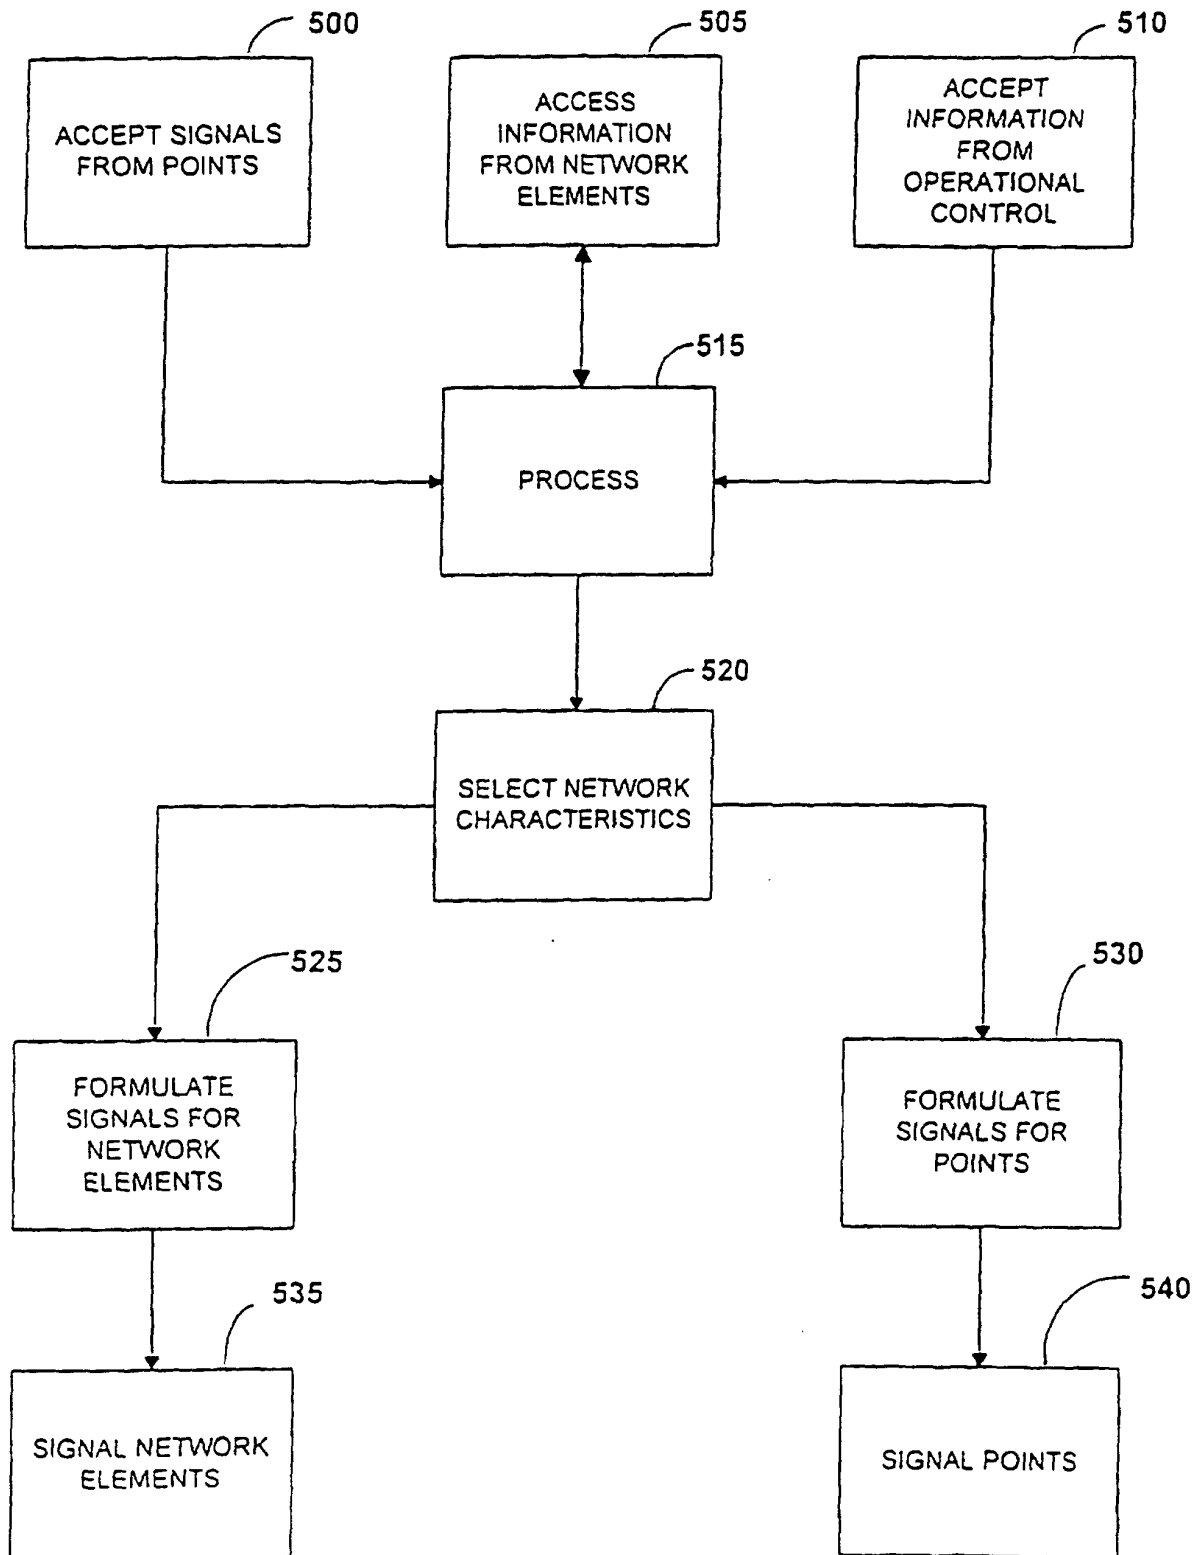 500
505
510
ACCEPT SIGNALS
FROM POINTS
ACCESS
INFORMATION
FROM NETWORK
ELEMENTS
ACCEPT
INFORMATION
FROM
OPERATIONAL
CONTROL
515
PROCESS
520
SELECT NETWORK
CHARACTERISTICS
525
530
FORMULATE
SIGNALS FOR
NETWORK
ELEMENTS
FORMULATE
SIGNALS FOR
POINTS
535
540
SIGNAL NETWORK
ELEMENTS
SIGNAL POINTS